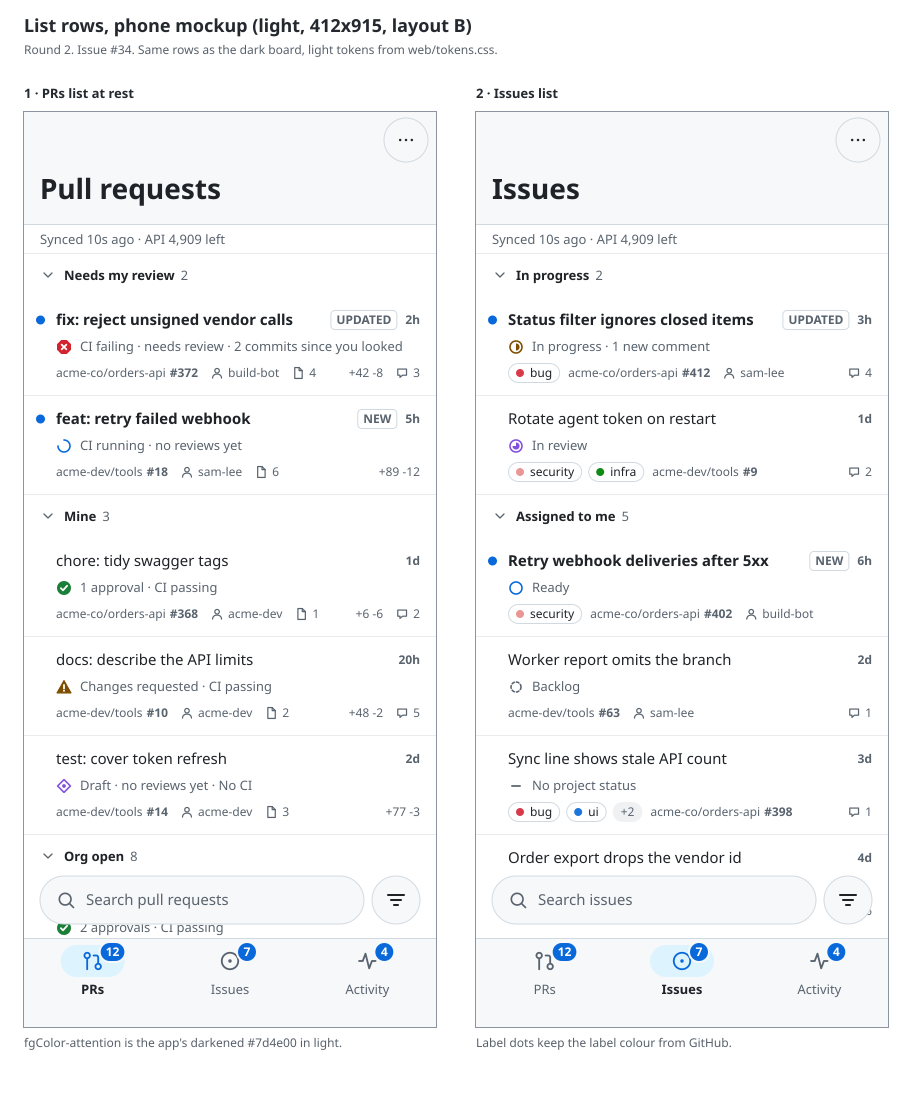 List rows, phone mockup (light, 412x915, layout B)
Round 2. Issue #34. Same rows as the dark board, light tokens from web/tokens.css.
1 · PRs list at rest
Pull requests
Synced 10s ago · API 4,909 left
Needs my review 2
fix: reject unsigned vendor calls UPDATED 2h
CI failing · needs review · 2 commits since you looked
acme-co/orders-api #372 build-bot 4 +42 -8 3
feat: retry failed webhook NEW 5h
CI running · no reviews yet
acme-dev/tools #18 sam-lee 6 +89 -12
Mine 3
chore: tidy swagger tags 1d
1 approval · CI passing
acme-co/orders-api #368 acme-dev 1 +6 -6 2
docs: describe the API limits 20h
Changes requested · CI passing
acme-dev/tools #10 acme-dev 2 +48 -2 5
test: cover token refresh 2d
Draft · no reviews yet · No CI
acme-dev/tools #14 acme-dev 3 +77 -3
Org open 8
Search pull requests
2 approvals · CI passing
12 7 4
PRs Issues Activity
fgColor-attention is the app's darkened #7d4e00 in light.
2 · Issues list
Issues
Synced 10s ago · API 4,909 left
In progress 2
Status filter ignores closed items UPDATED 3h
In progress · 1 new comment
bug acme-co/orders-api #412 sam-lee 4
Rotate agent token on restart 1d
In review
security infra acme-dev/tools #9 2
Assigned to me 5
Retry webhook deliveries after 5xx NEW 6h
Ready
security acme-co/orders-api #402 build-bot
Worker report omits the branch 2d
Backlog
acme-dev/tools #63 sam-lee 1
Sync line shows stale API count 3d
No project status
bug ui +2 acme-co/orders-api #398 1
Order export drops the vendor id 4d
Search issues
12 7 4
PRs Issues Activity
Label dots keep the label colour from GitHub.